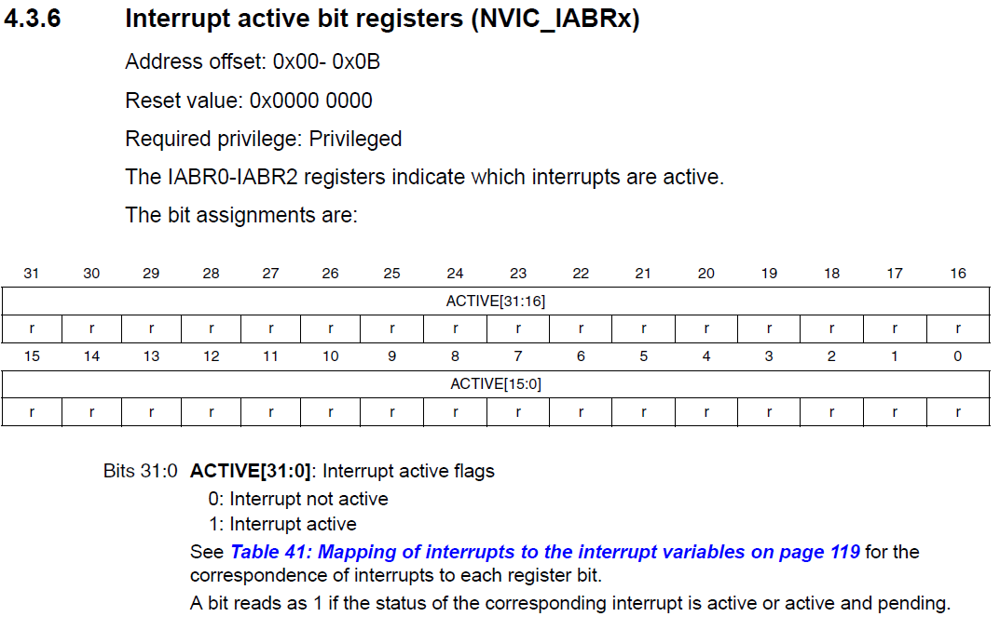 4.3.6 Interrupt active bit registers (NVIC_IABRx)
Address offset: 0x00- 0x0B
Reset value: 0x0000 0000
Required privilege: Privileged
The IABR0-IABR2 registers indicate which interrupts are active.
The bit assignments are:
31 30 29 28 27 26 25 24 23 22 21 20 19 18 17 16
ACTIVE[31:16]
r r r r r r r r r r r r r r r r
15 14 13 12 11 10 9 8 7 6 5 4 3 2 1 0
ACTIVE[15:0]
r r r r r r r r r r r r r r r r
Bits 31:0 ACTIVE[31:0]: Interrupt active flags
0: Interrupt not active
1: Interrupt active
See Table 41: Mapping of interrupts to the interrupt variables on page 119 for the
correspondence of interrupts to each register bit.
A bit reads as 1 if the status of the corresponding interrupt is active or active and pending.